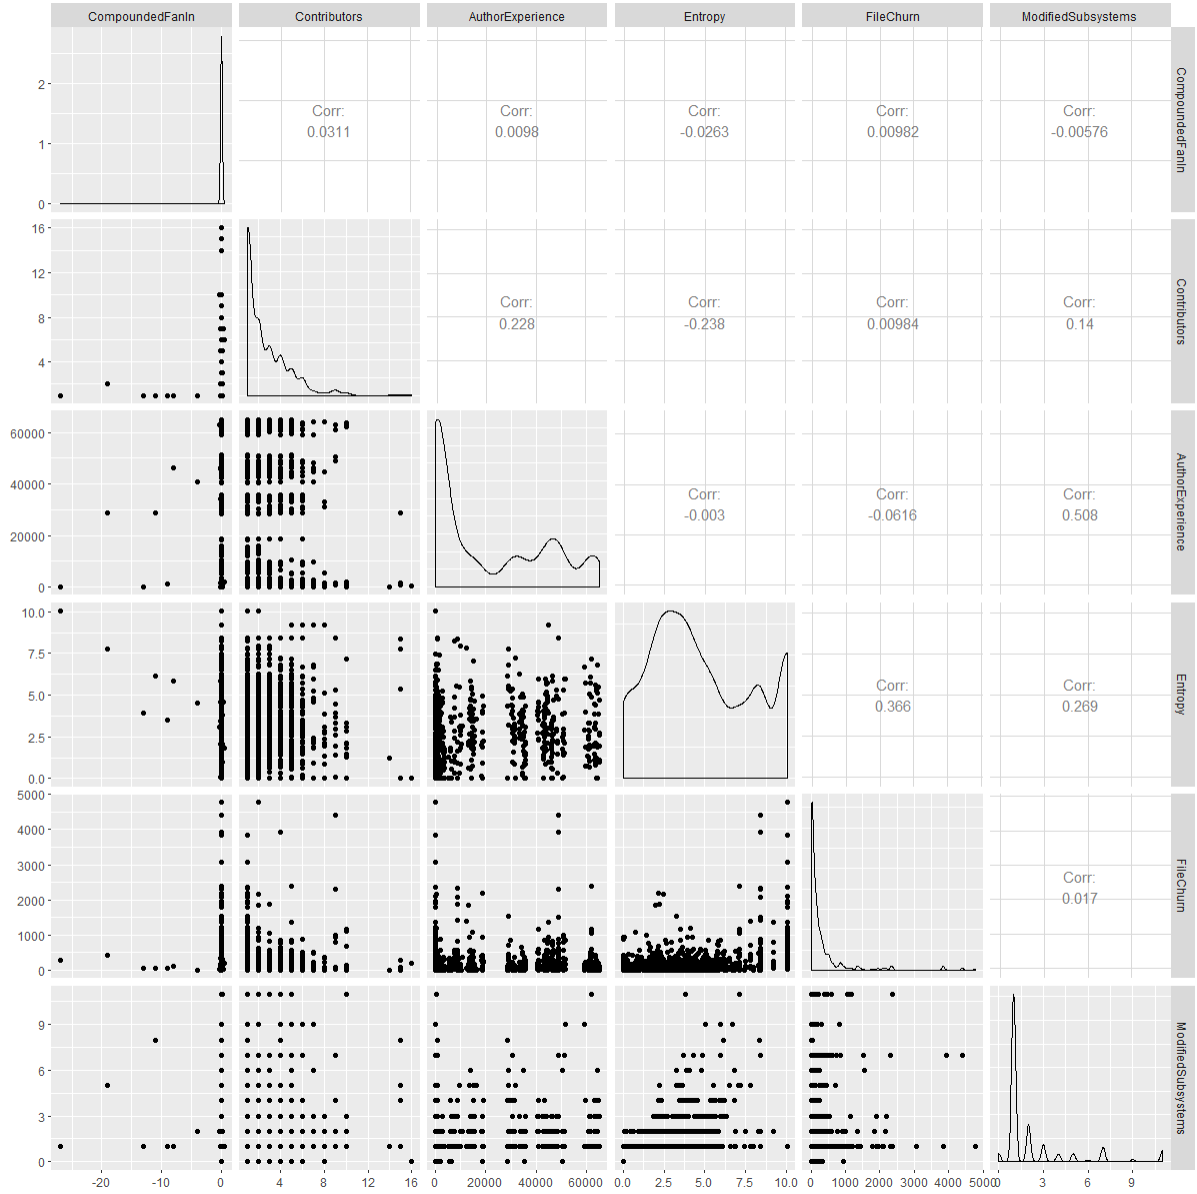 CompoundedFanIn Contributors AuthorExperience Entropy FileChurn ModifiedSubsystems
2
1
0
Corr:
0.0311
Corr:
0.0098
Corr:
-0.0263
Corr:
0.00982
Corr:
-0.00576
CompoundedFanIn
16
12
8
4
Corr:
0.228
Corr:
-0.238
Corr:
0.00984
Corr:
0.14
Contributors
60000
40000
20000
0
Corr:
-0.003
Corr:
-0.0616
Corr:
0.508
AuthorExperience
10.0
7.5
5.0
2.5
0.0
Corr:
0.366
Corr:
0.269
Entropy
5000
4000
3000
2000
1000
0
Corr:
0.017
FileChurn
9
6
3
0
ModifiedSubsystems
-20 -10 0 4 8 12 16 0 20000 40000 60000 0.0 2.5 5.0 7.5 10.0 0 1000 2000 3000 4000 5000 0 3 6 9